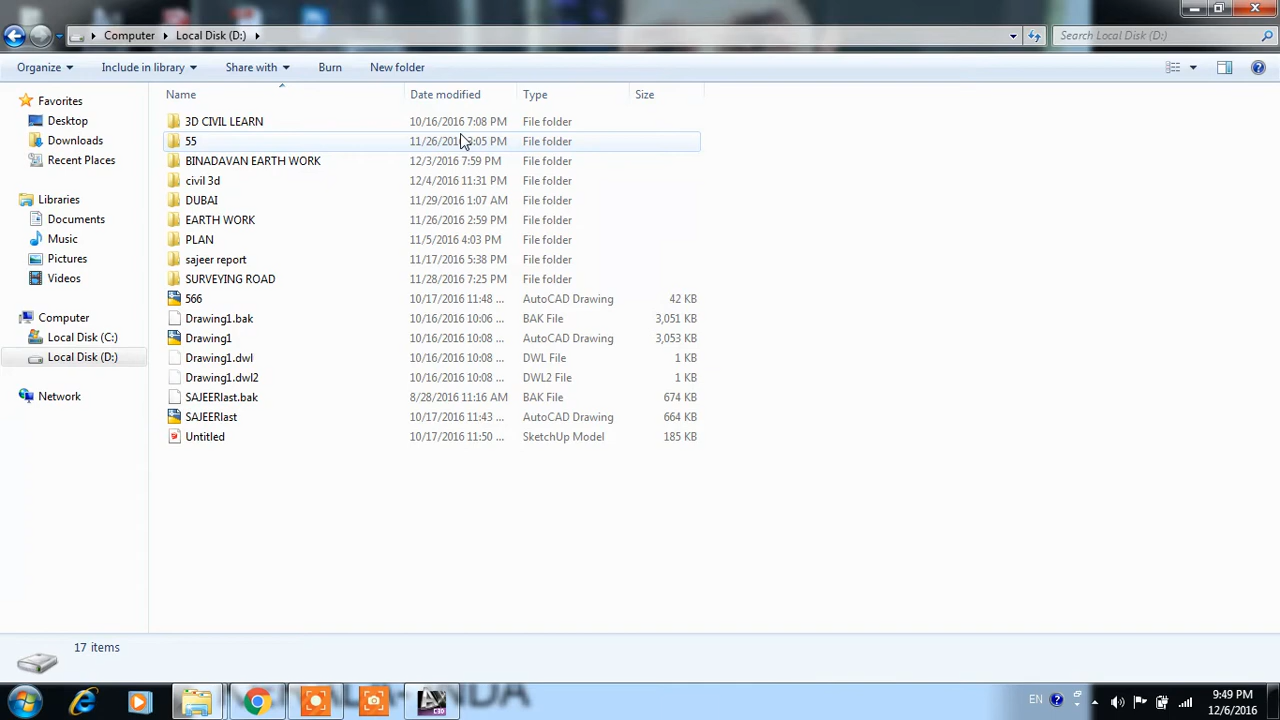 Computer Local Disk (D:) Search Local Disk (D:)
Organize Include in library Share with Burn New folder
Name Date modified Type Size
Favorites
Desktop
Downloads
Recent Places
Libraries
Documents
Music
Pictures
Videos
Computer
Local Disk (C:)
Local Disk (D:)
Network
3D CIVIL LEARN 10/16/2016 7:08 PM File folder
55 11/26/201 3:05 PM File folder
BINADAVAN EARTH WORK 12/3/2016 7:59 PM File folder
civil 3d 12/4/2016 11:31 PM File folder
DUBAI 11/29/2016 1:07 AM File folder
EARTH WORK 11/26/2016 2:59 PM File folder
PLAN 11/5/2016 4:03 PM File folder
sajeer report 11/17/2016 5:38 PM File folder
SURVEYING ROAD 11/28/2016 7:25 PM File folder
566 10/17/2016 11:48 ... AutoCAD Drawing 42 KB
Drawing1.bak 10/16/2016 10:06 ... BAK File 3,051 KB
Drawing1 10/16/2016 10:08 ... AutoCAD Drawing 3,053 KB
Drawing1.dwl 10/16/2016 10:08 ... DWL File 1 KB
Drawing1.dwl2 10/16/2016 10:08 ... DWL2 File 1 KB
SAJEERlast.bak 8/28/2016 11:16 AM BAK File 674 KB
SAJEERlast 10/17/2016 11:43 ... AutoCAD Drawing 664 KB
Untitled 10/17/2016 11:50 ... SketchUp Model 185 KB
17 items
EN 9:49 PM
12/6/2016